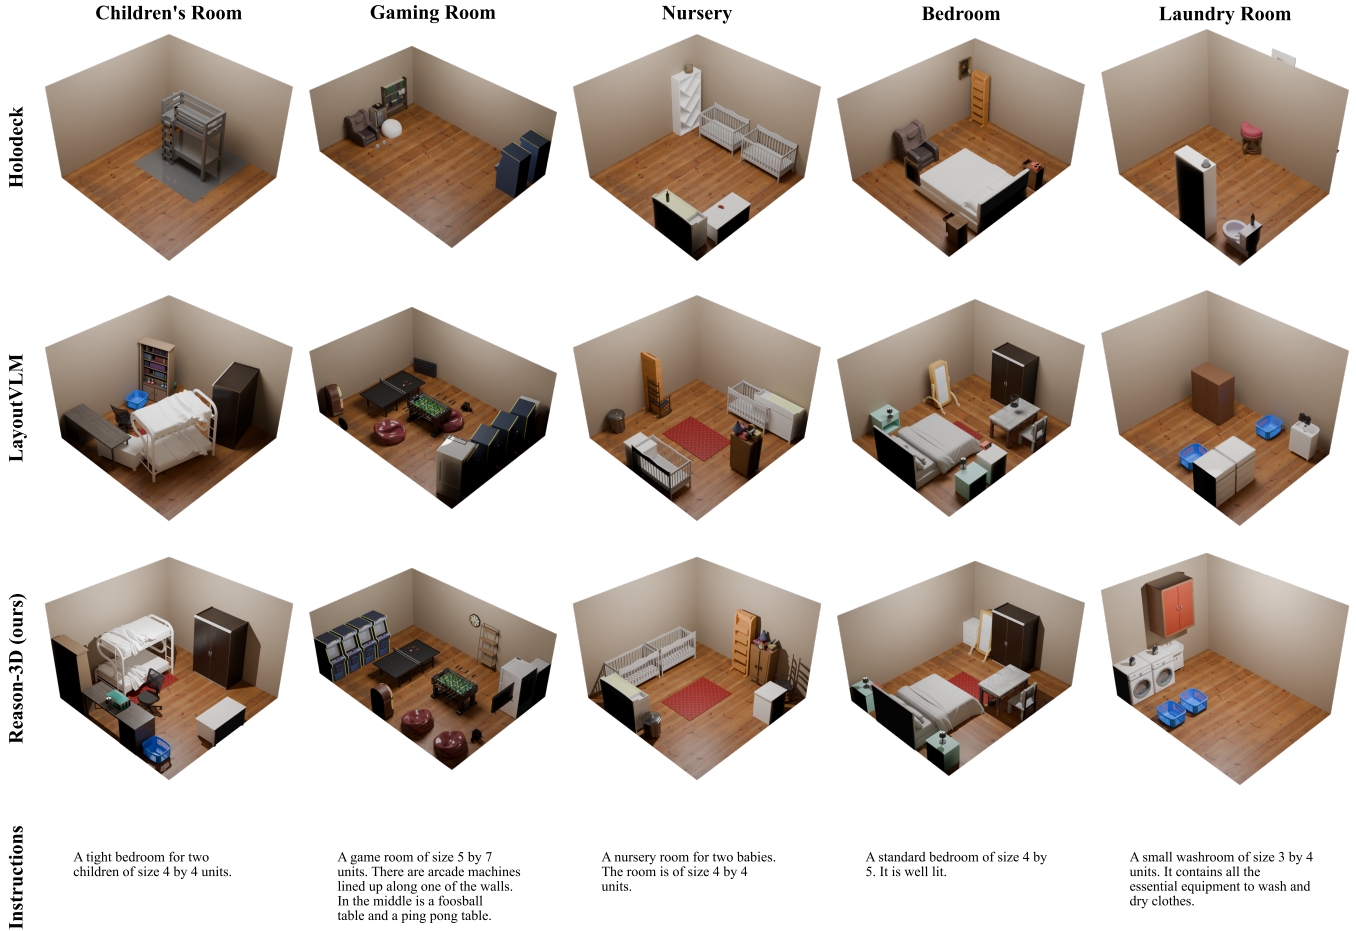 Children's Room
Gaming Room
Nursery
Bedroom
Laundry Room
Holodeck
LayoutVLM
Reason-3D (ours)
Instructions
A tight bedroom for two
children of size 4 by 4 units.
A game room of size 5 by 7
units. There are arcade machines
lined up along one of the walls.
In the middle is a foosball
table and a ping pong table.
A nursery room for two babies.
The room is of size 4 by 4
units.
A standard bedroom of size 4 by
5. It is well lit.
A small washroom of size 3 by 4
units. It contains all the
essential equipment to wash and
dry clothes.